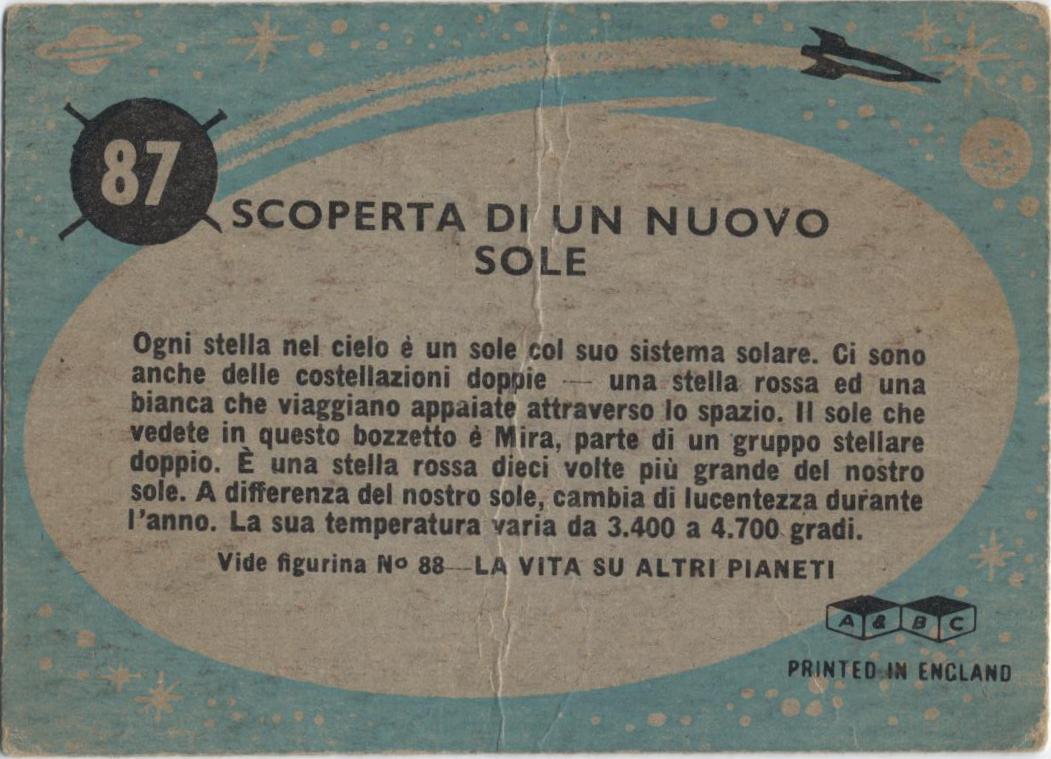 87
SCOPERTA DI UN NUOVO
SOLE
Ogni stella nel cielo è un sole col suo sistema solare. Ci sono
anche delle costellazioni doppie — una stella rossa ed una
bianca che viaggiano appaiate attraverso lo spazio. Il sole che
vedete in questo bozzetto è Mira, parte di un gruppo stellare
doppio. È una stella rossa dieci volte più grande del nostro
sole. A differenza del nostro sole, cambia di lucentezza durante
l'anno. La sua temperatura varia da 3.400 a 4.700 gradi.
Vide figurina Nº 88—LA VITA SU ALTRI PIANETI
A & B C
PRINTED IN ENGLAND